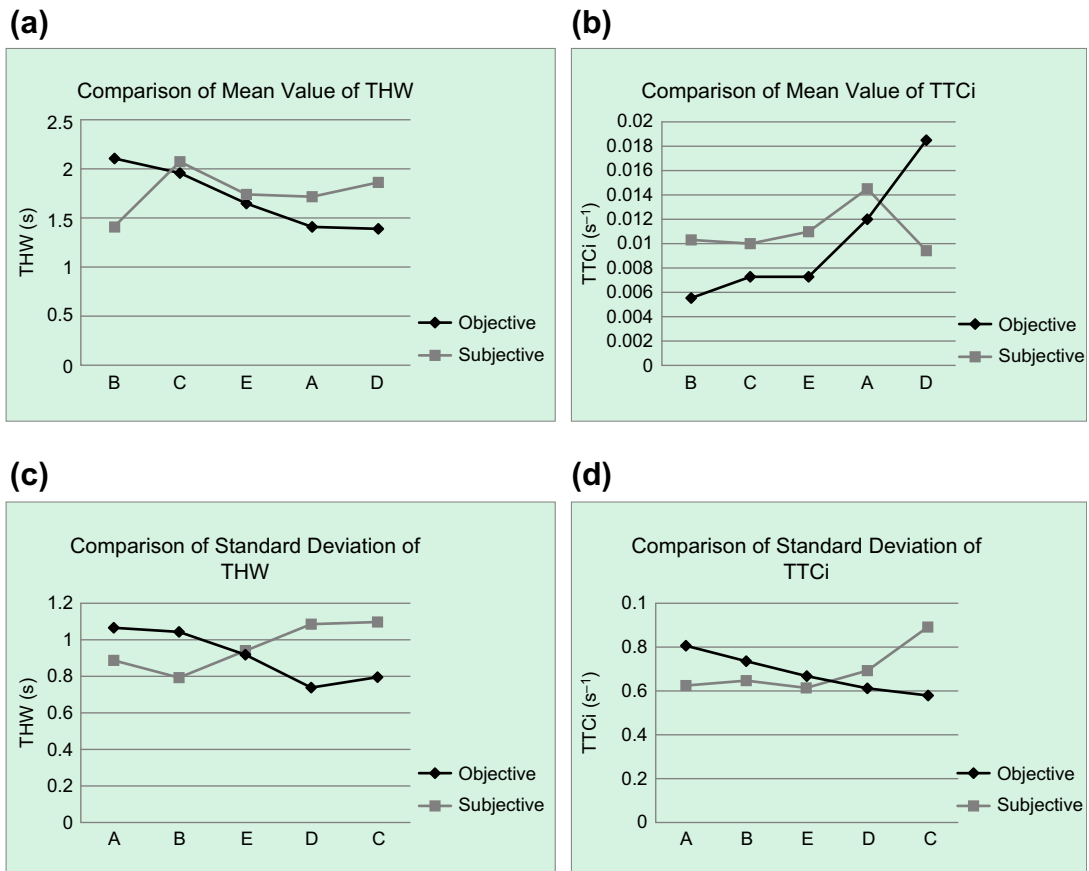 (a)
Comparison of Mean Value of THW
THW (s)
2.5
2
1.5
1
0.5
0
B C E A D
Objective
Subjective
(b)
Comparison of Mean Value of TTCi
TTCi (s⁻¹)
0.02
0.018
0.016
0.014
0.012
0.01
0.008
0.006
0.004
0.002
0
B C E A D
Objective
Subjective
(c)
Comparison of Standard Deviation of
THW
THW (s)
1.2
1
0.8
0.6
0.4
0.2
0
A B E D C
Objective
Subjective
(d)
Comparison of Standard Deviation of
TTCi
TTCi (s⁻¹)
0.1
0.8
0.6
0.4
0.2
0
A B E D C
Objective
Subjective